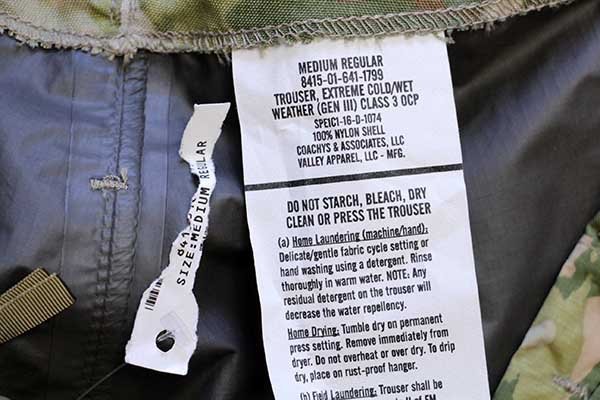 MEDIUM REGULAR
8415-01-641-1799
TROUSER, EXTREME COLD/WET
WEATHER (GEN III) CLASS 3 OCP
SPE1C1-16-D-1074
100% NYLON SHELL
COACHYS & ASSOCIATES, LLC
VALLEY APPAREL, LLC - MFG.
DO NOT STARCH, BLEACH, DRY
CLEAN OR PRESS THE TROUSER
(a) Home Laundering (machine/hand):
Delicate/gentle fabric cycle setting or
hand washing using a detergent. Rinse
thoroughly in warm water. NOTE: Any
residual detergent on the trouser will
decrease the water repellency.
Home Drying: Tumble dry on permanent
press setting. Remove immediately from
dryer. Do not overheat or over dry. To drip
dry, place on rust-proof hanger.
(b) Field Laundering: Trouser shall be
SIZE:MEDIUM REGULAR